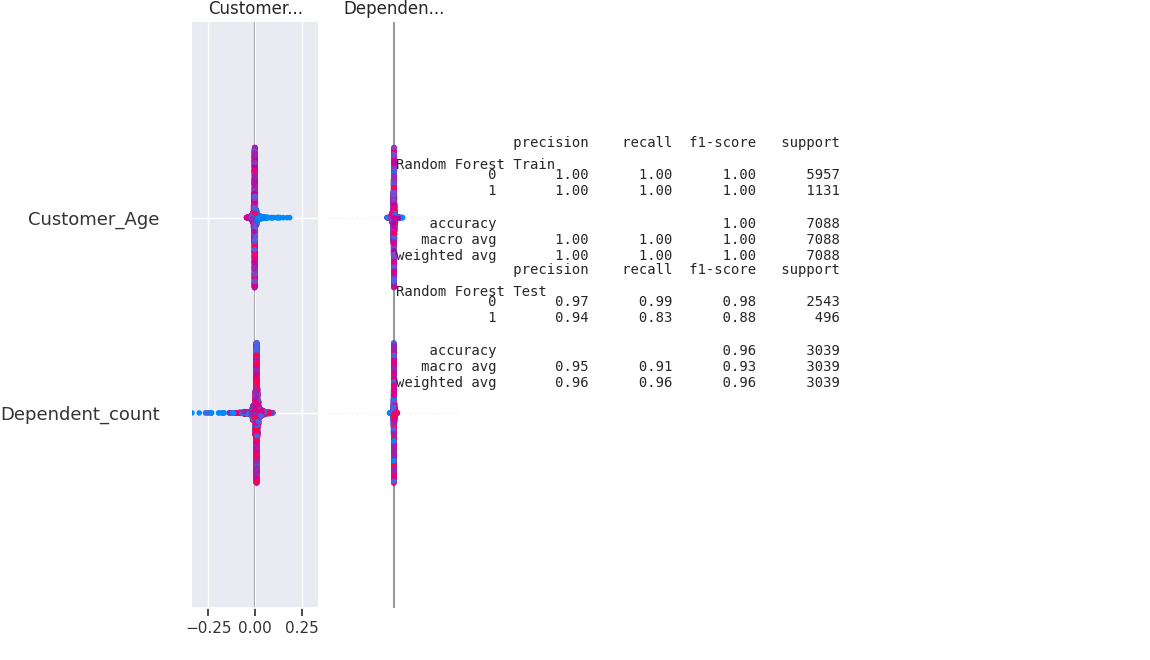 Customer... Dependen...
precision recall f1-score support
Random Forest Train
0 1.00 1.00 1.00 5957
1 1.00 1.00 1.00 1131
Customer_Age
accuracy 1.00 7088
macro avg 1.00 1.00 1.00 7088
weighted avg 1.00 1.00 1.00 7088
precision recall f1-score support
Random Forest Test
0 0.97 0.99 0.98 2543
1 0.94 0.83 0.88 496
accuracy 0.96 3039
macro avg 0.95 0.91 0.93 3039
weighted avg 0.96 0.96 0.96 3039
Dependent_count
−0.25 0.00 0.25